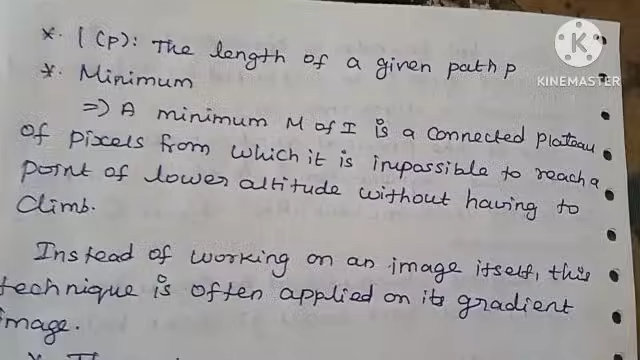 *. l(p): The length of a given path p
*. Minimum
=> A minimum M of I is a connected plateau
of pixels from which it is impossible to reach a
point of lower altitude without having to
climb.
Instead of working on an image itself, this
technique is often applied on its gradient
image.
KINEMASTER